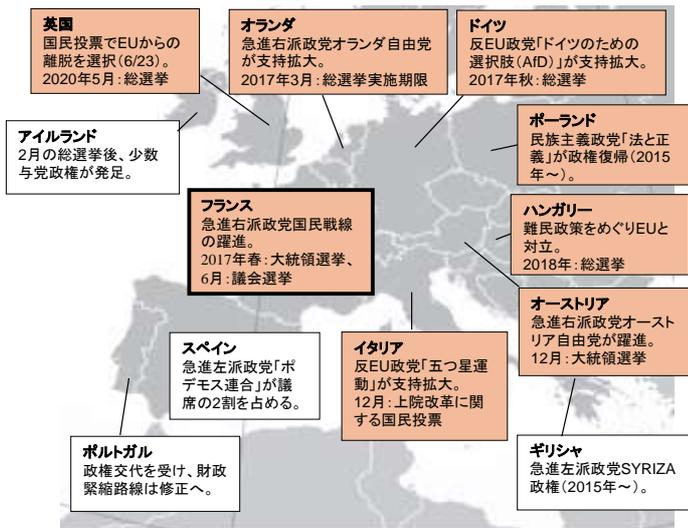 英国
国民投票でEUからの
離脱を選択(6/23)。
2020年5月:総選挙
オランダ
急進右派政党オランダ自由党
が支持拡大。
2017年3月:総選挙実施期限
ドイツ
反EU政党「ドイツのための
選択肢(AfD)」が支持拡大。
2017年秋:総選挙
アイルランド
2月の総選挙後、少数
与党政権が発足。
ポーランド
民族主義政党「法と正
義」が政権復帰(2015
年~)。
フランス
急進右派政党国民戦線
の躍進。
2017年春:大統領選挙、
6月:議会選挙
ハンガリー
難民政策をめぐりEUと
対立。
2018年:総選挙
オーストリア
急進右派政党オースト
リア自由党が躍進。
12月:大統領選挙
スペイン
急進左派政党「ポ
デモス連合」が議
席の2割を占める。
イタリア
反EU政党「五つ星運
動」が支持拡大。
12月:上院改革に関
する国民投票
ポルトガル
政権交代を受け、財政
緊縮路線は修正へ。
ギリシャ
急進左派政党SYRIZA
政権(2015年~)。